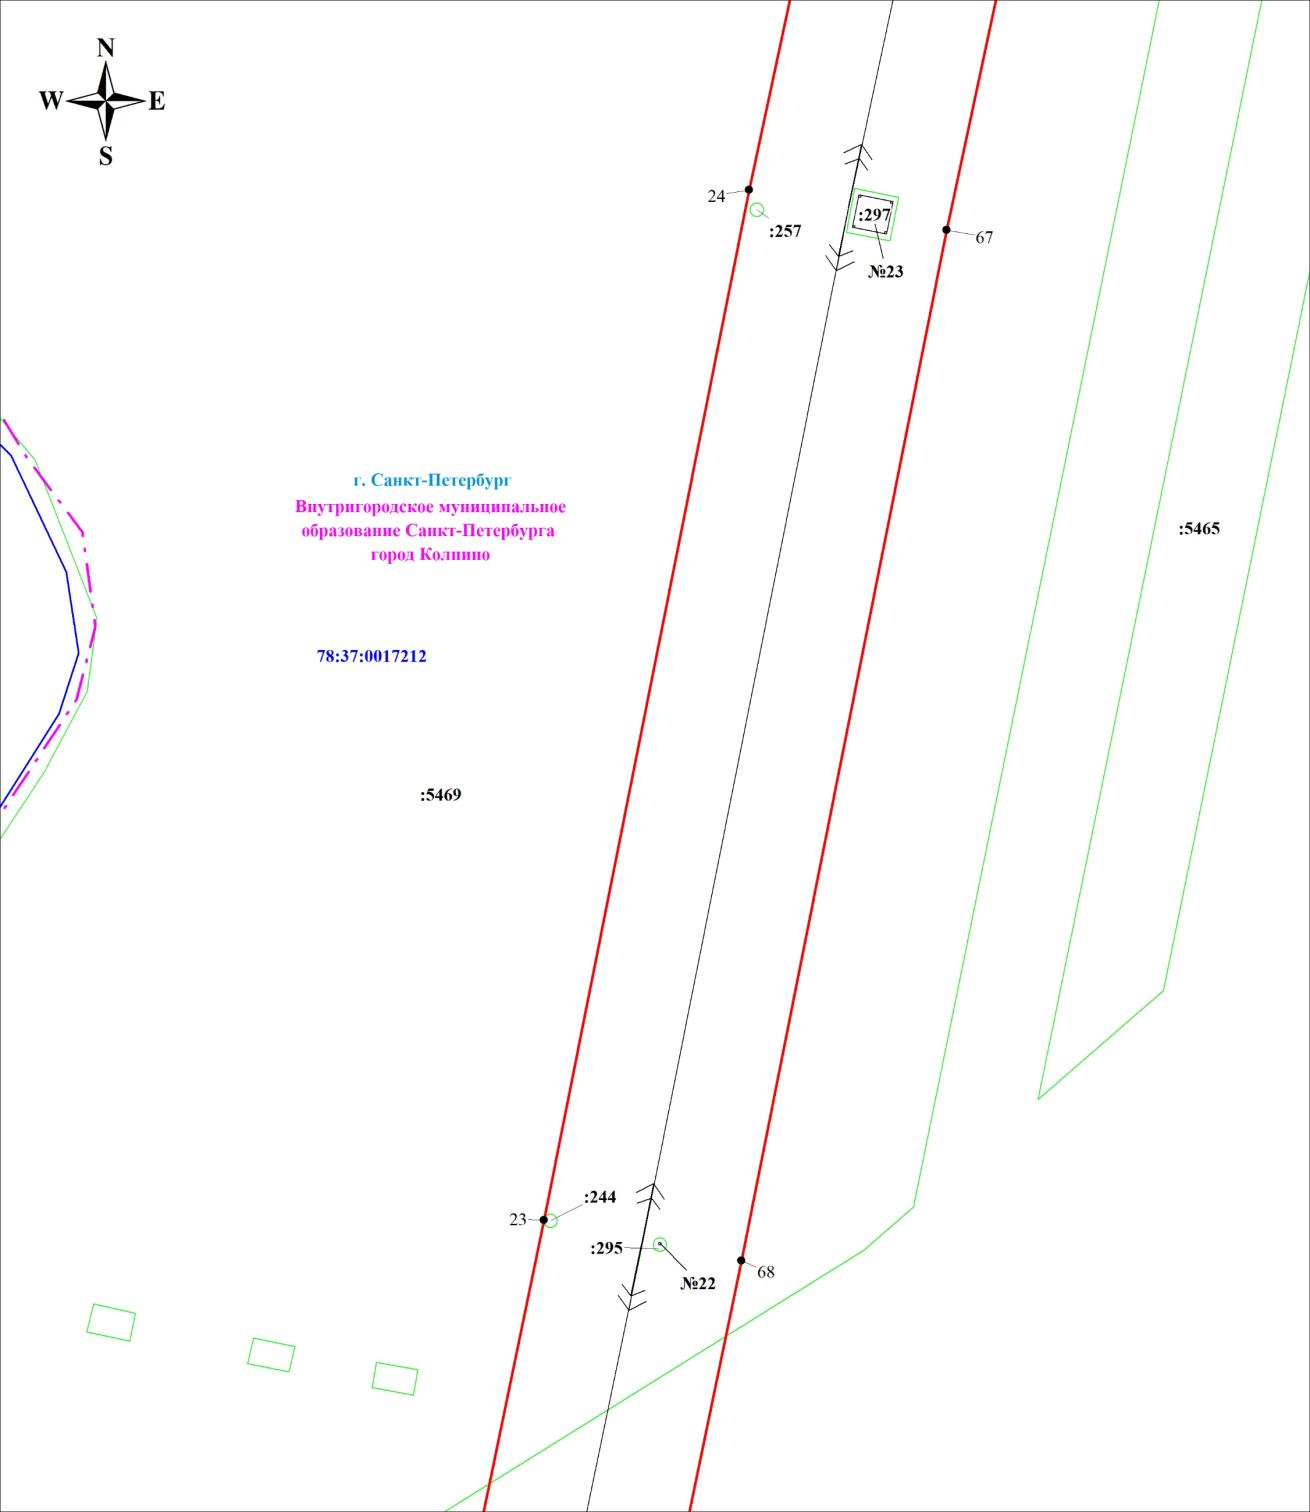 N
W E
S
24
:257
:297
67
№23
г. Санкт-Петербург
Внутригородское муниципальное
образование Санкт-Петербурга
город Колпино
:5465
78:37:0017212
:5469
:244
23
:295
68
№22